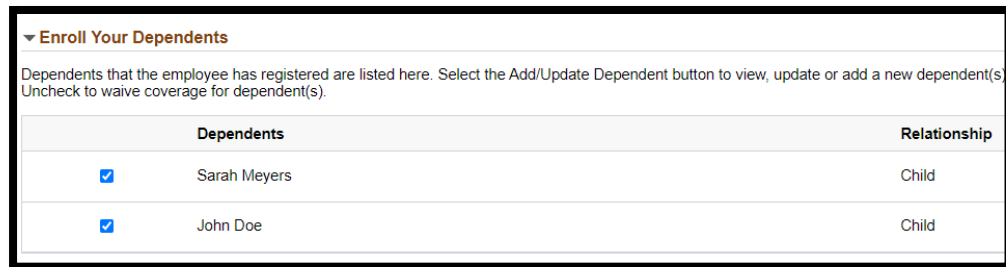 Enroll Your Dependents
Dependents that the employee has registered are listed here. Select the Add/Update Dependent button to view, update or add a new dependent(s)
Uncheck to waive coverage for dependent(s).
Dependents Relationship
Sarah Meyers Child
John Doe Child